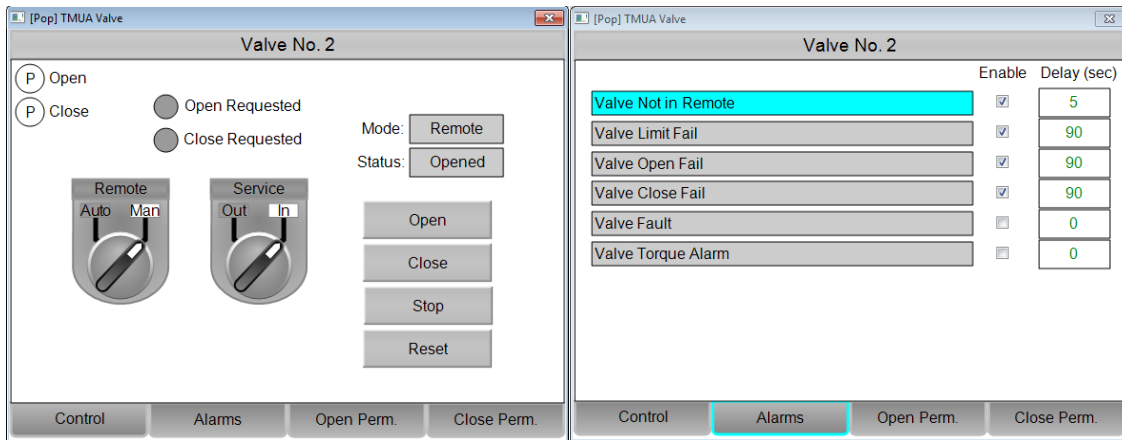 [Pop] TMUA Valve
Valve No. 2
P Open
P Close
Open Requested
Close Requested
Mode: Remote
Status: Opened
Remote
Auto Man
Service
Out In
Open
Close
Stop
Reset
Control Alarms Open Perm. Close Perm.
[Pop] TMUA Valve
Valve No. 2
Enable Delay (sec)
Valve Not in Remote 5
Valve Limit Fail 90
Valve Open Fail 90
Valve Close Fail 90
Valve Fault 0
Valve Torque Alarm 0
Control Alarms Open Perm. Close Perm.